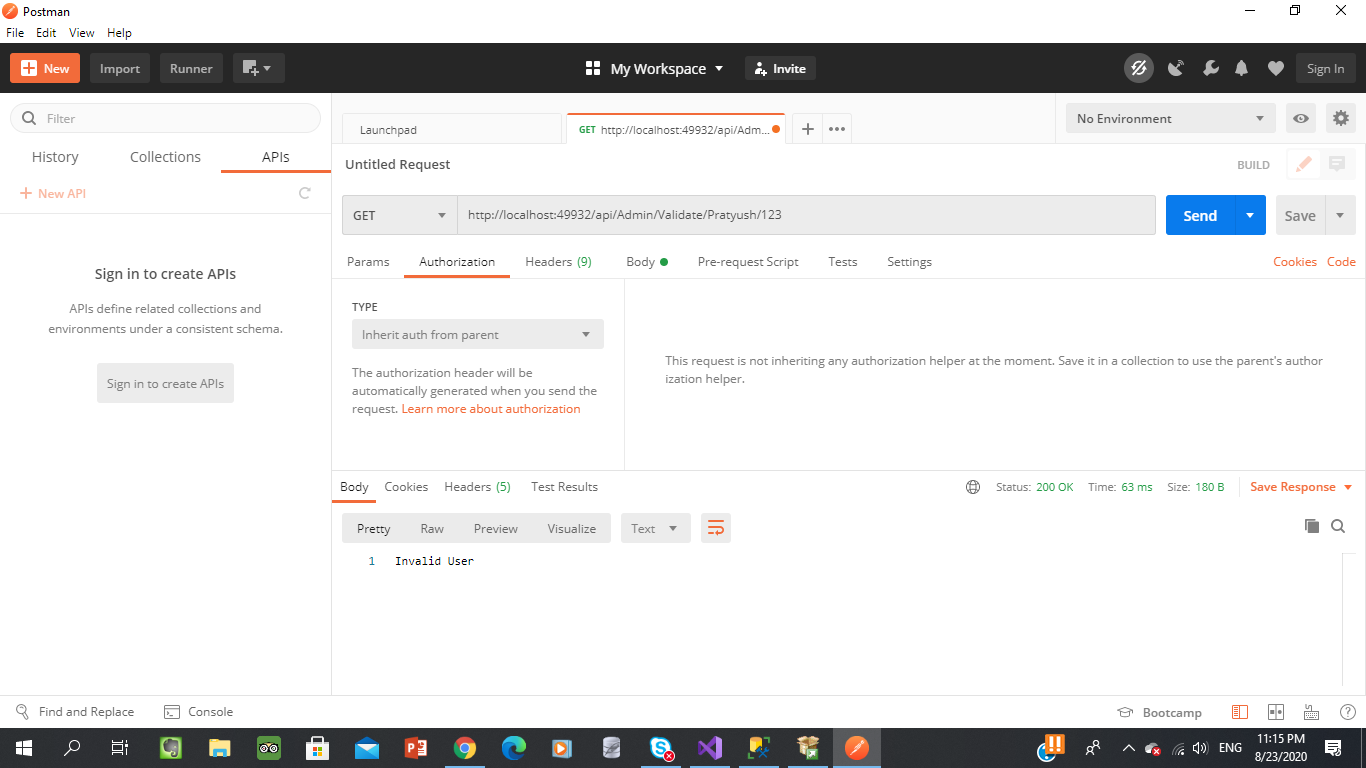 Postman
File Edit View Help
New Import Runner My Workspace Invite Sign In
Filter
History Collections APIs
New API
Sign in to create APIs
APIs define related collections and
environments under a consistent schema.
Sign in to create APIs
Launchpad GET http://localhost:49932/api/Adm... No Environment
Untitled Request BUILD
GET http://localhost:49932/api/Admin/Validate/Pratyush/123 Send Save
Params Authorization Headers (9) Body Pre-request Script Tests Settings Cookies Code
TYPE
Inherit auth from parent
The authorization header will be
automatically generated when you send the
request. Learn more about authorization
This request is not inheriting any authorization helper at the moment. Save it in a collection to use the parent's author
ization helper.
Body Cookies Headers (5) Test Results Status: 200 OK Time: 63 ms Size: 180 B Save Response
Pretty Raw Preview Visualize Text
1 Invalid User
Find and Replace Console Bootcamp
ENG 11:15 PM
8/23/2020